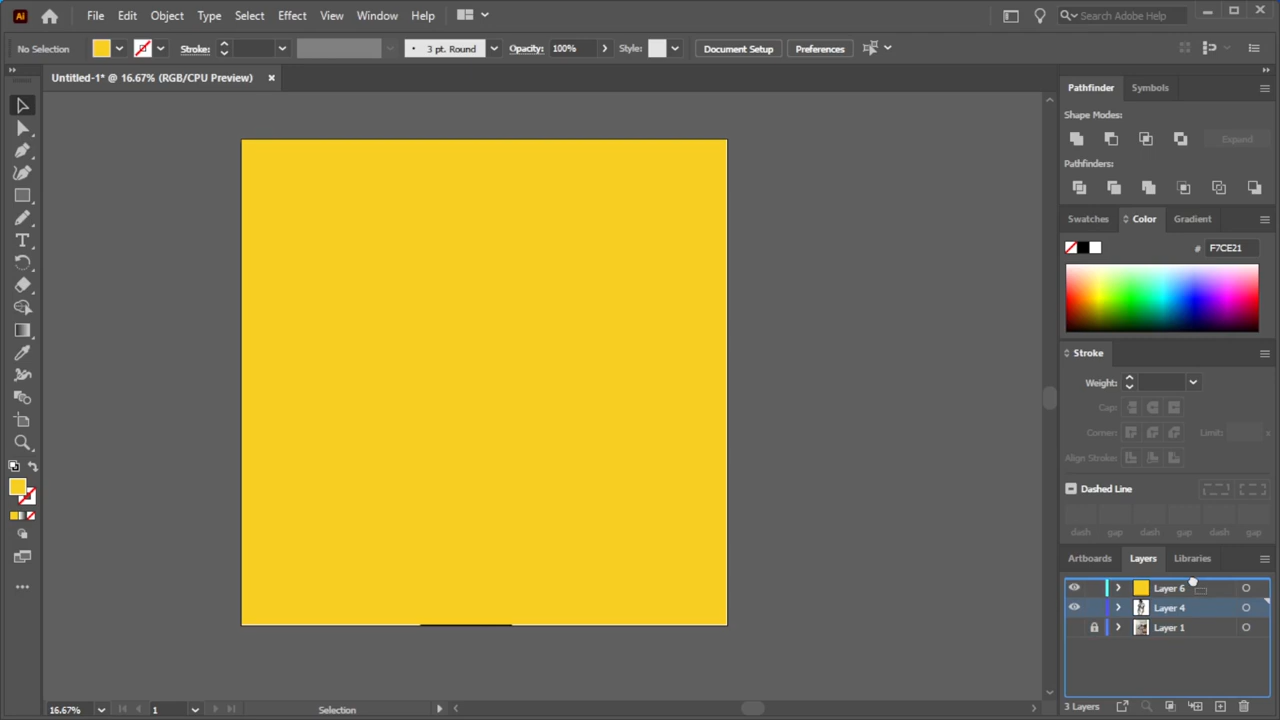 Ai File Edit Object Type Select Effect View Window Help Search Adobe Help
No Selection Stroke: 3 pt. Round Opacity: 100% Style: Document Setup Preferences
Untitled-1* @ 16.67% (RGB/CPU Preview)
Pathfinder Symbols
Shape Modes:
Expand
Pathfinders:
Swatches Color Gradient
# F7CE21
Stroke
Weight:
Cap:
Corner: Limit: x
Align Stroke:
Dashed Line
dash gap dash gap dash gap
Artboards Layers Libraries
Layer 6
Layer 4
Layer 1
3 Layers
16.67% 1 Selection